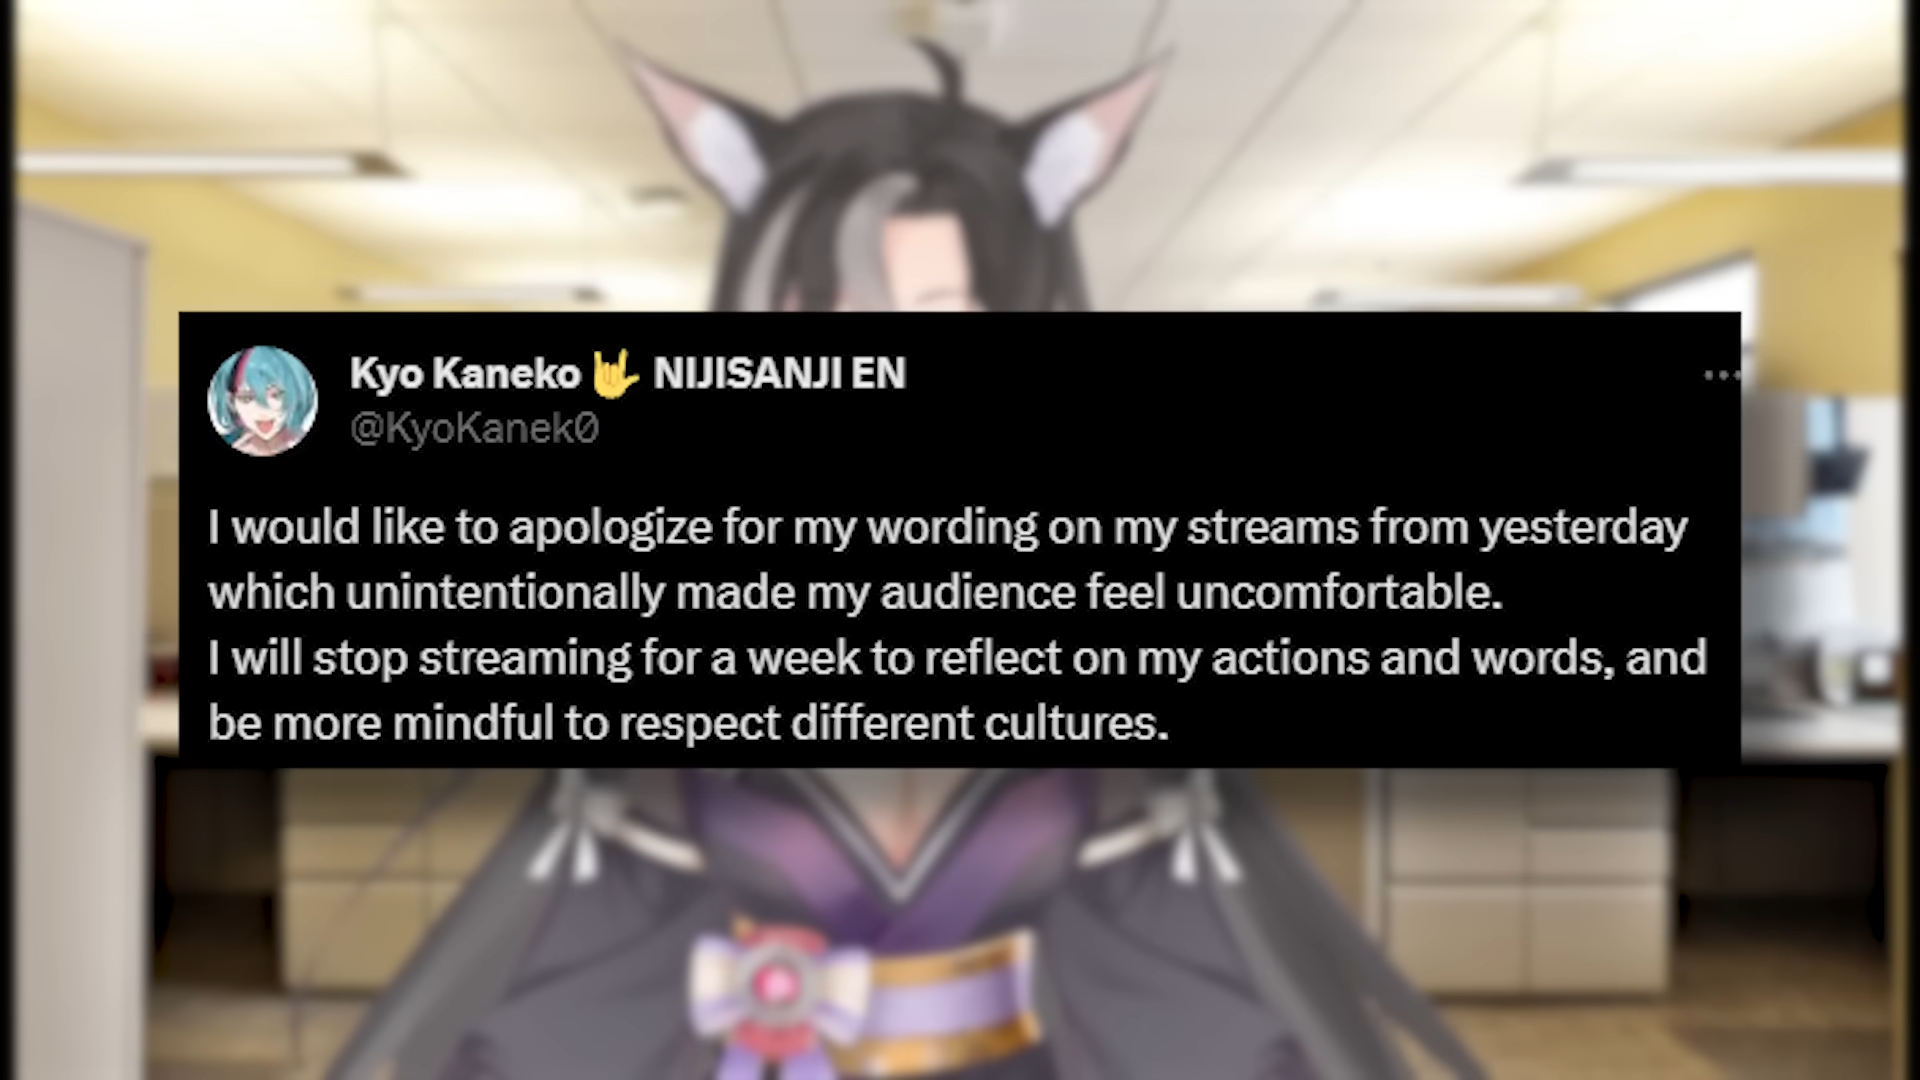 Kyo Kaneko 🤟 NIJISANJI EN
@KyoKanek0
I would like to apologize for my wording on my streams from yesterday
which unintentionally made my audience feel uncomfortable.
I will stop streaming for a week to reflect on my actions and words, and
be more mindful to respect different cultures.